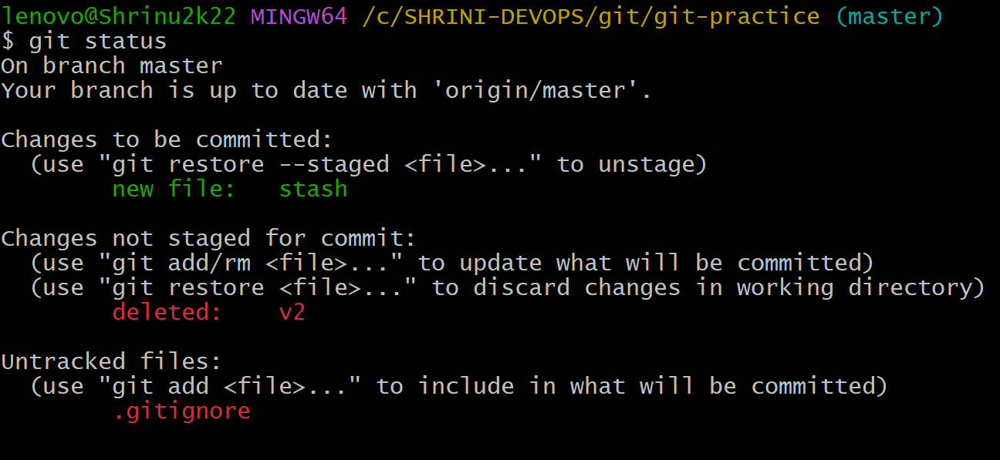 lenovo@Shrinu2k22 MINGW64 /c/SHRINI-DEVOPS/git/git-practice (master)
$ git status
On branch master
Your branch is up to date with 'origin/master'.
Changes to be committed:
  (use "git restore --staged <file>..." to unstage)
        new file:   stash
Changes not staged for commit:
  (use "git add/rm <file>..." to update what will be committed)
  (use "git restore <file>..." to discard changes in working directory)
        deleted:    v2
Untracked files:
  (use "git add <file>..." to include in what will be committed)
        .gitignore